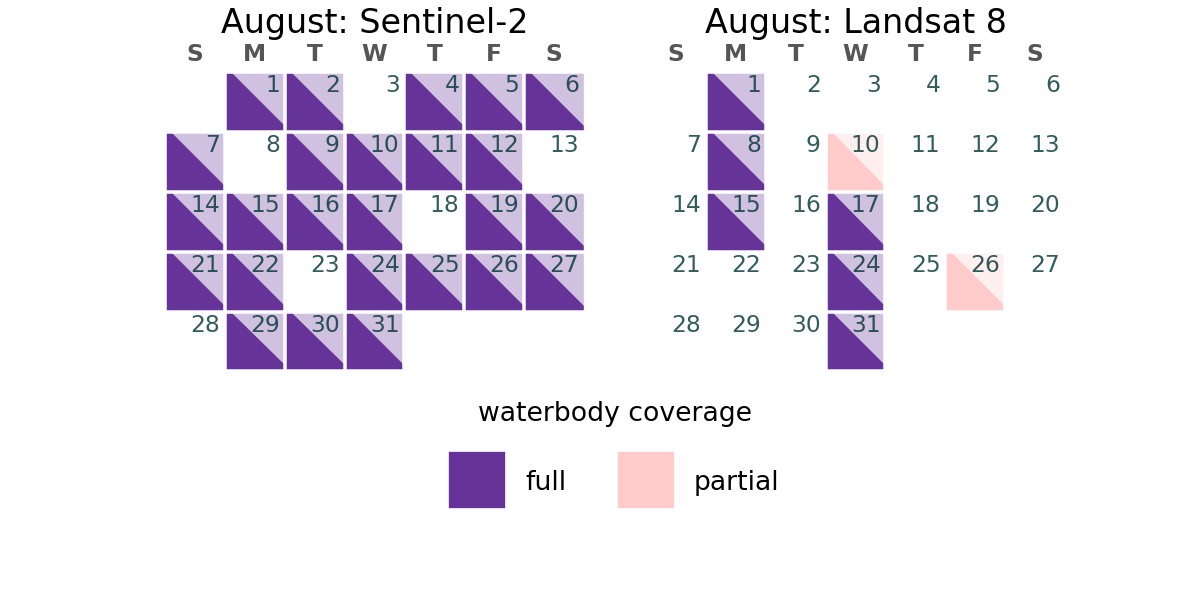 August: Sentinel-2
S M T W T F S
1 2 3 4 5 6
7 8 9 10 11 12 13
14 15 16 17 18 19 20
21 22 23 24 25 26 27
28 29 30 31
August: Landsat 8
S M T W T F S
1 2 3 4 5 6
7 8 9 10 11 12 13
14 15 16 17 18 19 20
21 22 23 24 25 26 27
28 29 30 31
waterbody coverage
full partial